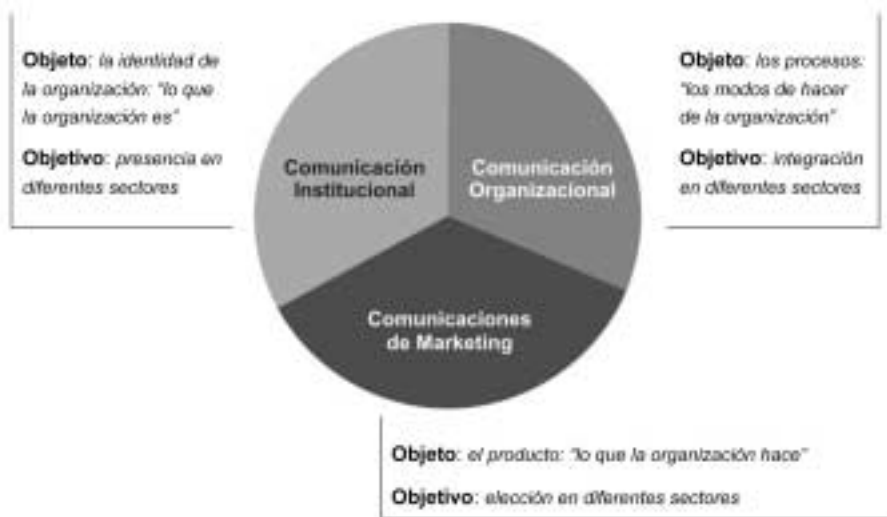 Objeto: la identidad de
la organización: “lo que
la organización es”
Objetivo: presencia en
diferentes sectores
Comunicación
Institucional
Comunicación
Organizacional
Objeto: los procesos:
“los modos de hacer
de la organización”
Objetivo: integración
en diferentes sectores
Comunicaciones
de Marketing
Objeto: el producto: “lo que la organización hace”
Objetivo: elección en diferentes sectores